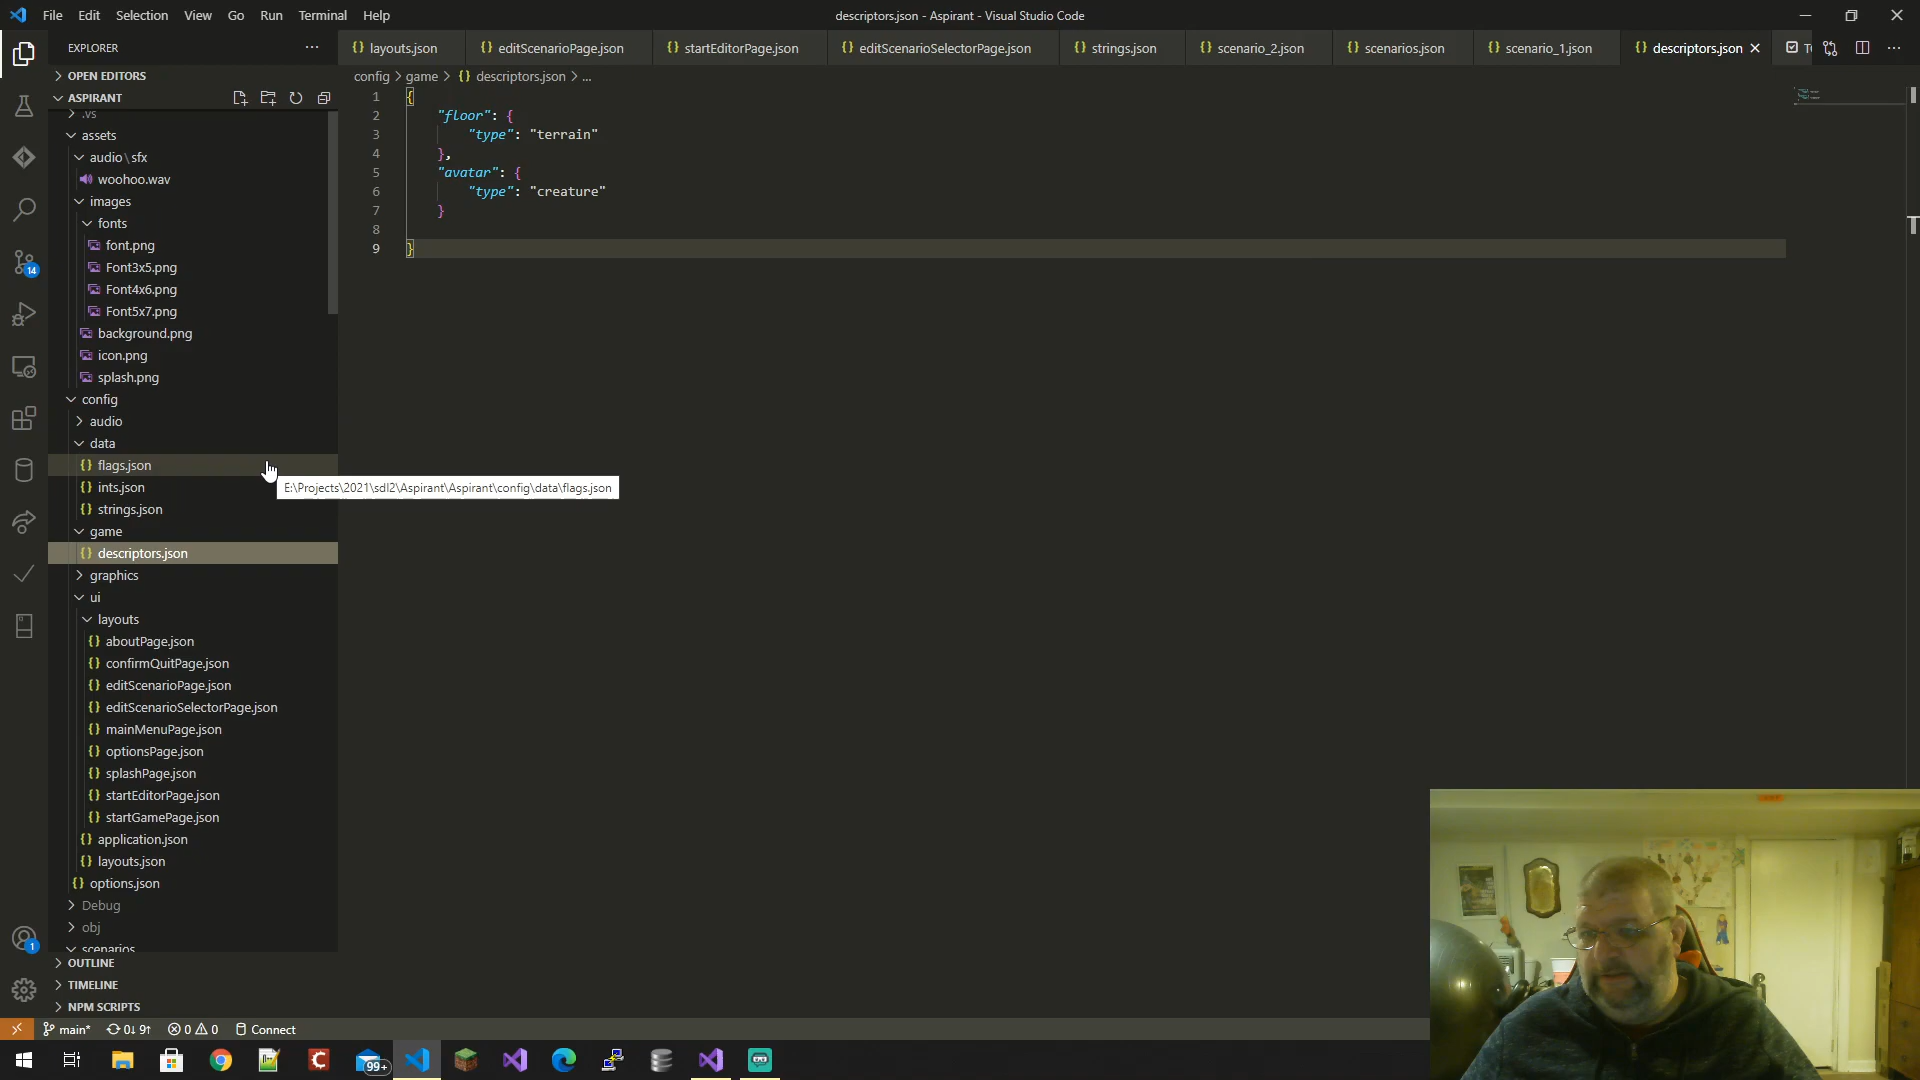 File Edit Selection View Go Run Terminal Help
descriptors.json - Aspirant - Visual Studio Code
EXPLORER
layouts.json editScenarioPage.json startEditorPage.json editScenarioSelectorPage.json strings.json scenario_2.json scenarios.json scenario_1.json descriptors.json
OPEN EDITORS
config > game > {} descriptors.json > ...
ASPIRANT
.vs
assets
audio\sfx
woohoo.wav
images
fonts
font.png
Font3x5.png
Font4x6.png
Font5x7.png
background.png
icon.png
splash.png
config
audio
data
flags.json
ints.json
strings.json
game
descriptors.json
graphics
ui
layouts
aboutPage.json
confirmQuitPage.json
editScenarioPage.json
editScenarioSelectorPage.json
mainMenuPage.json
optionsPage.json
splashPage.json
startEditorPage.json
startGamePage.json
application.json
layouts.json
options.json
Debug
obj
scenarios
OUTLINE
TIMELINE
NPM SCRIPTS
1 {
2 "floor": {
3 "type": "terrain"
4 },
5 "avatar": {
6 "type": "creature"
7 }
8
9 }
E:\Projects\2021\sdl2\Aspirant\Aspirant\config\data\flags.json
14
1
main* 0↓ 9↑ 0 0 Connect
99+